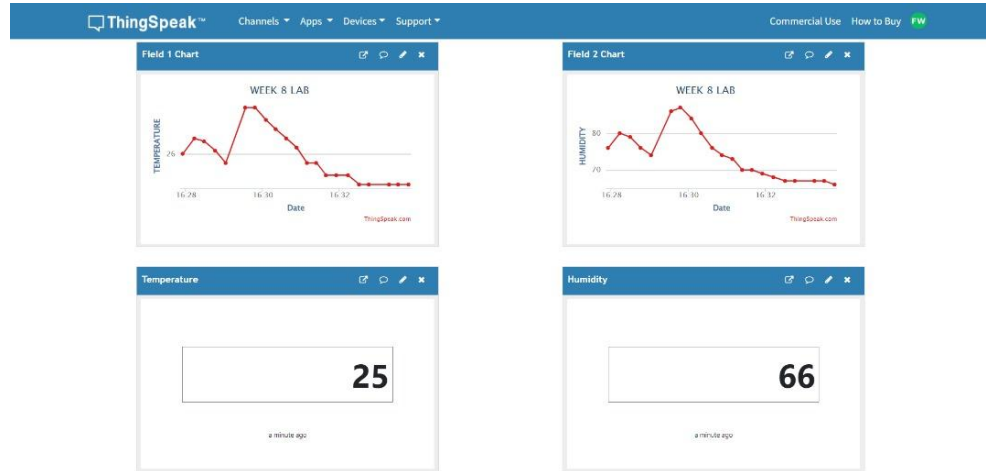 ThingSpeak™ Channels Apps Devices Support Commercial Use How to Buy FW
Field 1 Chart
WEEK 8 LAB
TEMPERATURE
26
16:28 16:30 16:32
Date
ThingSpeak.com
Field 2 Chart
WEEK 8 LAB
HUMIDITY
80
70
16:28 16:30 16:32
Date
ThingSpeak.com
Temperature
25
a minute ago
Humidity
66
a minute ago